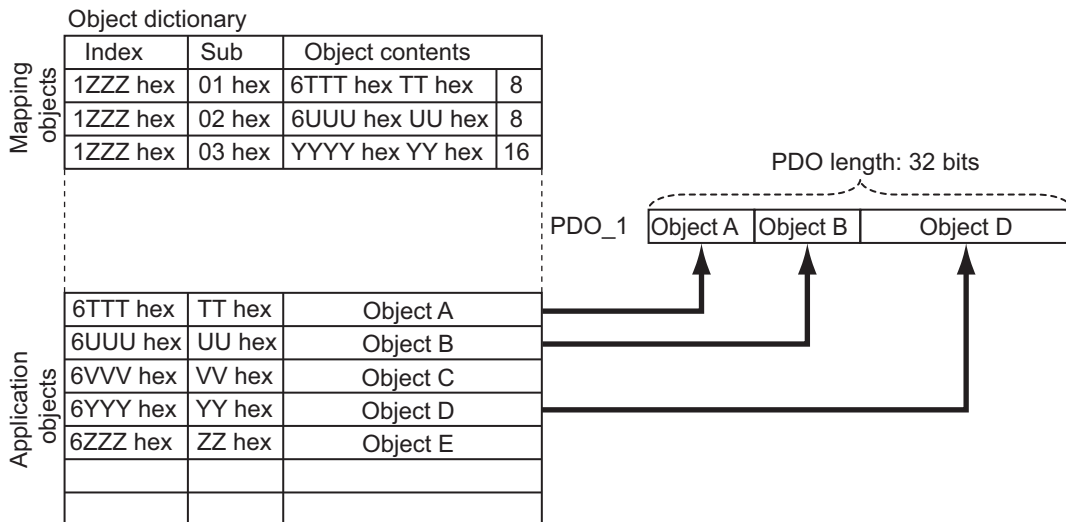 Object dictionary
Mapping
objects
Index Sub Object contents
1ZZZ hex 01 hex 6TTT hex TT hex 8
1ZZZ hex 02 hex 6UUU hex UU hex 8
1ZZZ hex 03 hex YYYY hex YY hex 16
PDO length: 32 bits
PDO_1 Object A Object B Object D
Application
objects
6TTT hex TT hex Object A
6UUU hex UU hex Object B
6VVV hex VV hex Object C
6YYY hex YY hex Object D
6ZZZ hex ZZ hex Object E